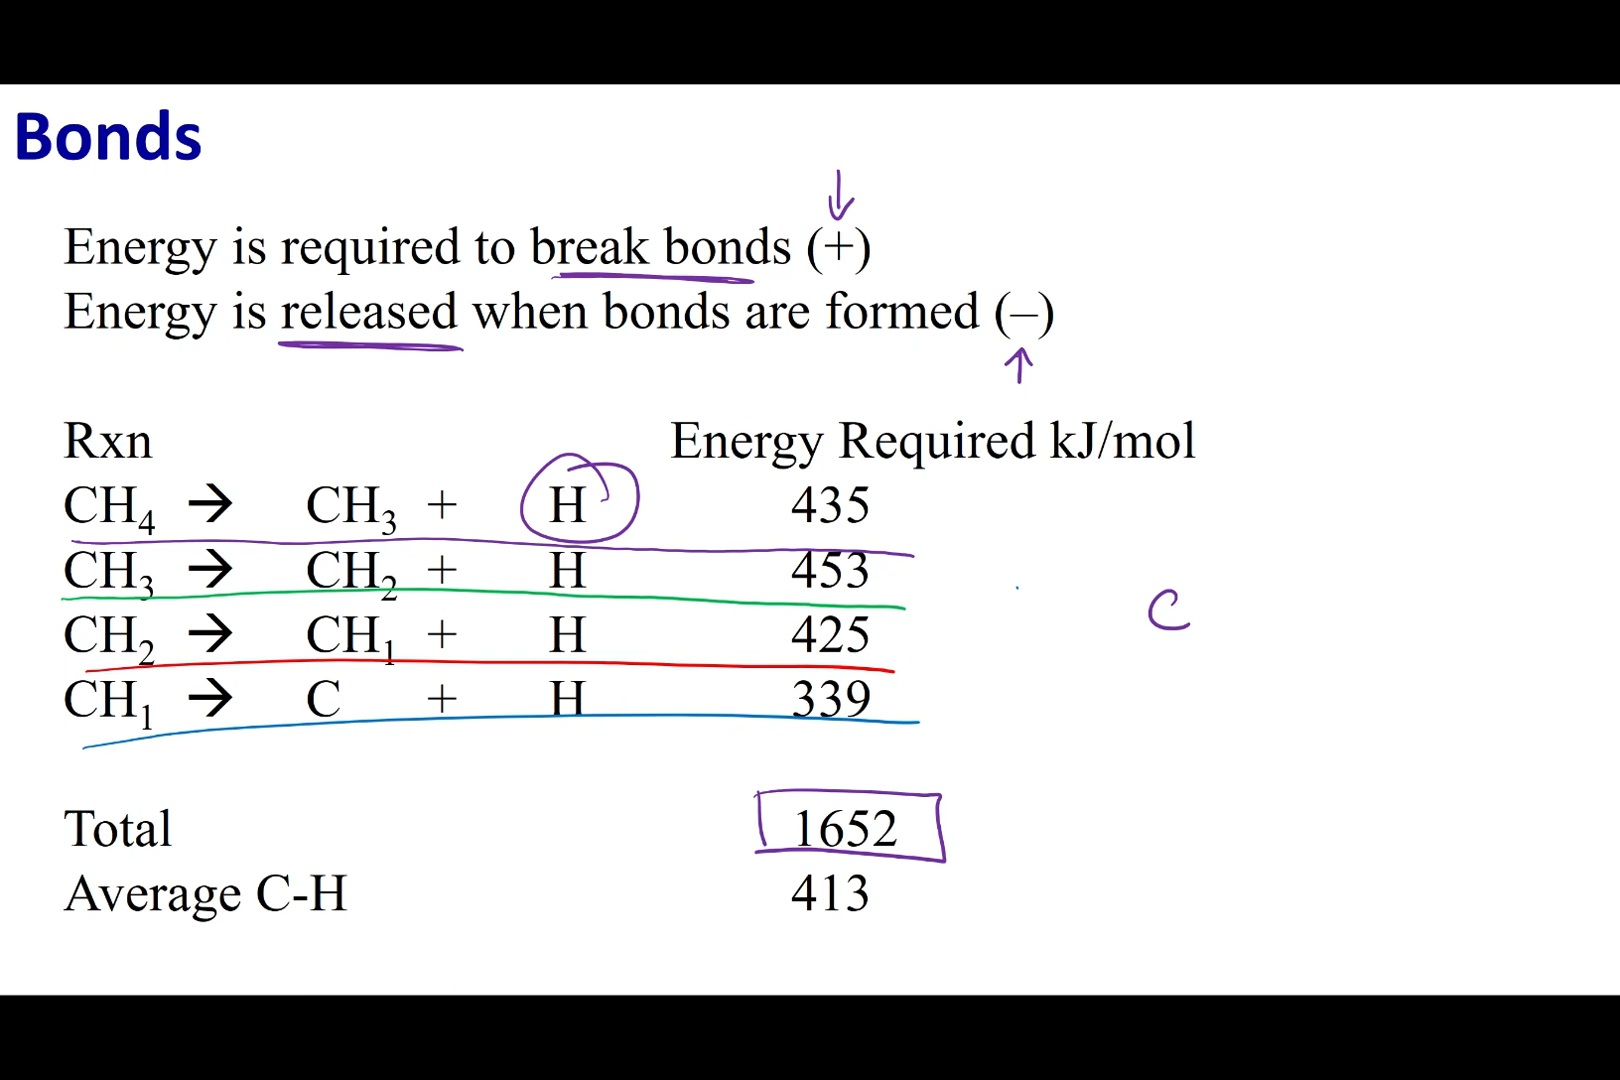 Bonds
Energy is required to break bonds (+)
Energy is released when bonds are formed (–)
Rxn Energy Required kJ/mol
CH₄ → CH₃ + H 435
CH₃ → CH₂ + H 453
CH₂ → CH₁ + H 425
C
CH₁ → C + H 339
Total 1652
Average C-H 413